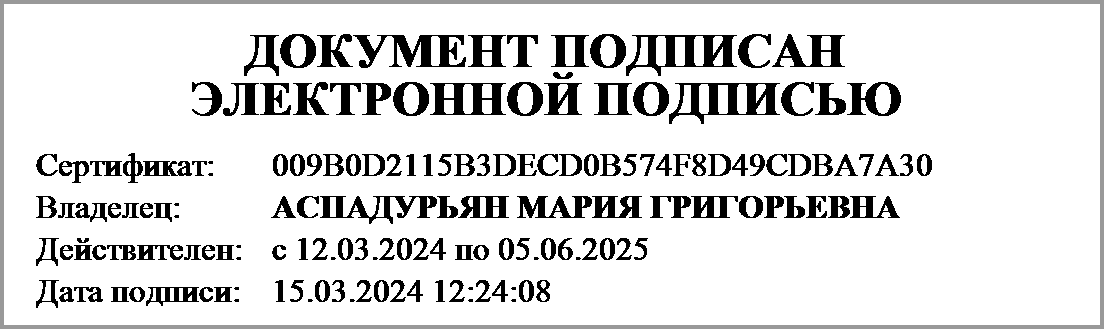 ДОКУМЕНТ ПОДПИСАН
ЭЛЕКТРОННОЙ ПОДПИСЬЮ
Сертификат: 009B0D2115B3DECD0B574F8D49CDBA7A30
Владелец: АСПАДУРЬЯН МАРИЯ ГРИГОРЬЕВНА
Действителен: с 12.03.2024 по 05.06.2025
Дата подписи: 15.03.2024 12:24:08